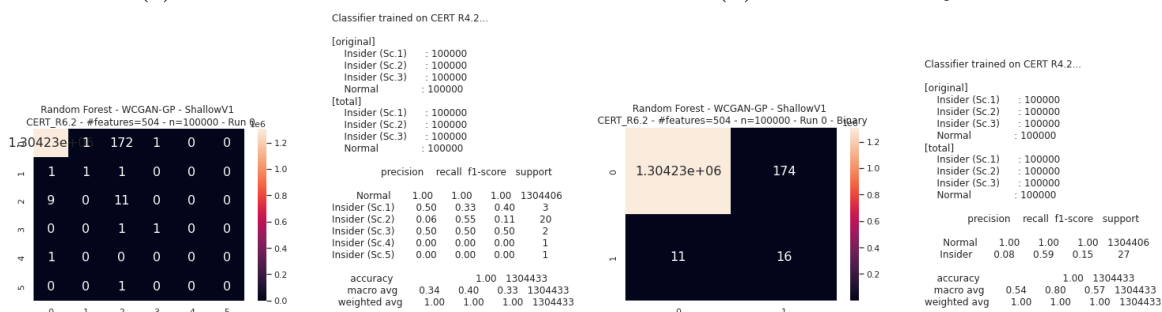 Classifier trained on CERT R4.2...
[original]
Insider (Sc.1) : 100000
Insider (Sc.2) : 100000
Insider (Sc.3) : 100000
Normal : 100000
[total]
Insider (Sc.1) : 100000
Insider (Sc.2) : 100000
Insider (Sc.3) : 100000
Normal : 100000
precision recall f1-score support
Normal 1.00 1.00 1.00 1304406
Insider (Sc.1) 0.50 0.33 0.40 3
Insider (Sc.2) 0.06 0.55 0.11 20
Insider (Sc.3) 0.50 0.50 0.50 2
Insider (Sc.4) 0.00 0.00 0.00 1
Insider (Sc.5) 0.00 0.00 0.00 1
accuracy 1.00 1304433
macro avg 0.34 0.40 0.33 1304433
weighted avg 1.00 1.00 1.00 1304433
Random Forest - WCGAN-GP - ShallowV1
CERT_R6.2 - #features=504 - n=100000 - Run 0
1e6
1 172 1 0 0
1 1 1 1 0 0 0
2 9 0 11 0 0 0
3 0 0 1 1 0 0
4 1 0 0 0 0 0
5 0 0 1 0 0 0
0 1 2 3 4 5
1.2
1.0
0.8
0.6
0.4
0.2
0.0
Random Forest - WCGAN-GP - ShallowV1
CERT_R6.2 - #features=504 - n=100000 - Run 0 - Binary
0 1.30423e+06 174
1 11 16
0 1
1.2
1.0
0.8
0.6
0.4
0.2
Classifier trained on CERT R4.2...
[original]
Insider (Sc.1) : 100000
Insider (Sc.2) : 100000
Insider (Sc.3) : 100000
Normal : 100000
[total]
Insider (Sc.1) : 100000
Insider (Sc.2) : 100000
Insider (Sc.3) : 100000
Normal : 100000
precision recall f1-score support
Normal 1.00 1.00 1.00 1304406
Insider 0.08 0.59 0.15 27
accuracy 1.00 1304433
macro avg 0.54 0.80 0.57 1304433
weighted avg 1.00 1.00 1.00 1304433